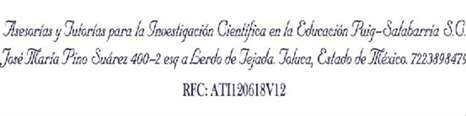 Asesorías y Tutorías para la Investigación Científica en la Educación Puig-Salabarría S.C.
José María Pino Suárez 400-2 esq a Lerdo de Tejada. Toluca, Estado de México. 7223898479
RFC: ATI120618V12